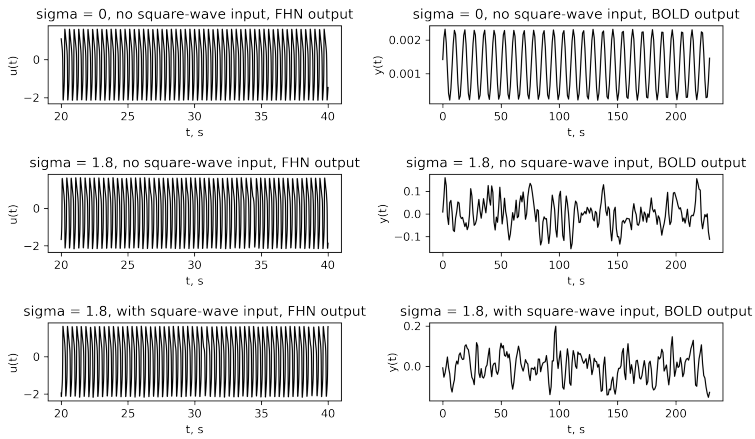 sigma = 0, no square-wave input, FHN output
u(t)
0
−2
20 25 30 35 40
t, s
sigma = 0, no square-wave input, BOLD output
y(t)
0.002
0.001
0 50 100 150 200
t, s
sigma = 1.8, no square-wave input, FHN output
u(t)
0
−2
20 25 30 35 40
t, s
sigma = 1.8, no square-wave input, BOLD output
y(t)
0.1
0.0
−0.1
0 50 100 150 200
t, s
sigma = 1.8, with square-wave input, FHN output
u(t)
0
−2
20 25 30 35 40
t, s
sigma = 1.8, with square-wave input, BOLD output
y(t)
0.2
0.0
0 50 100 150 200
t, s